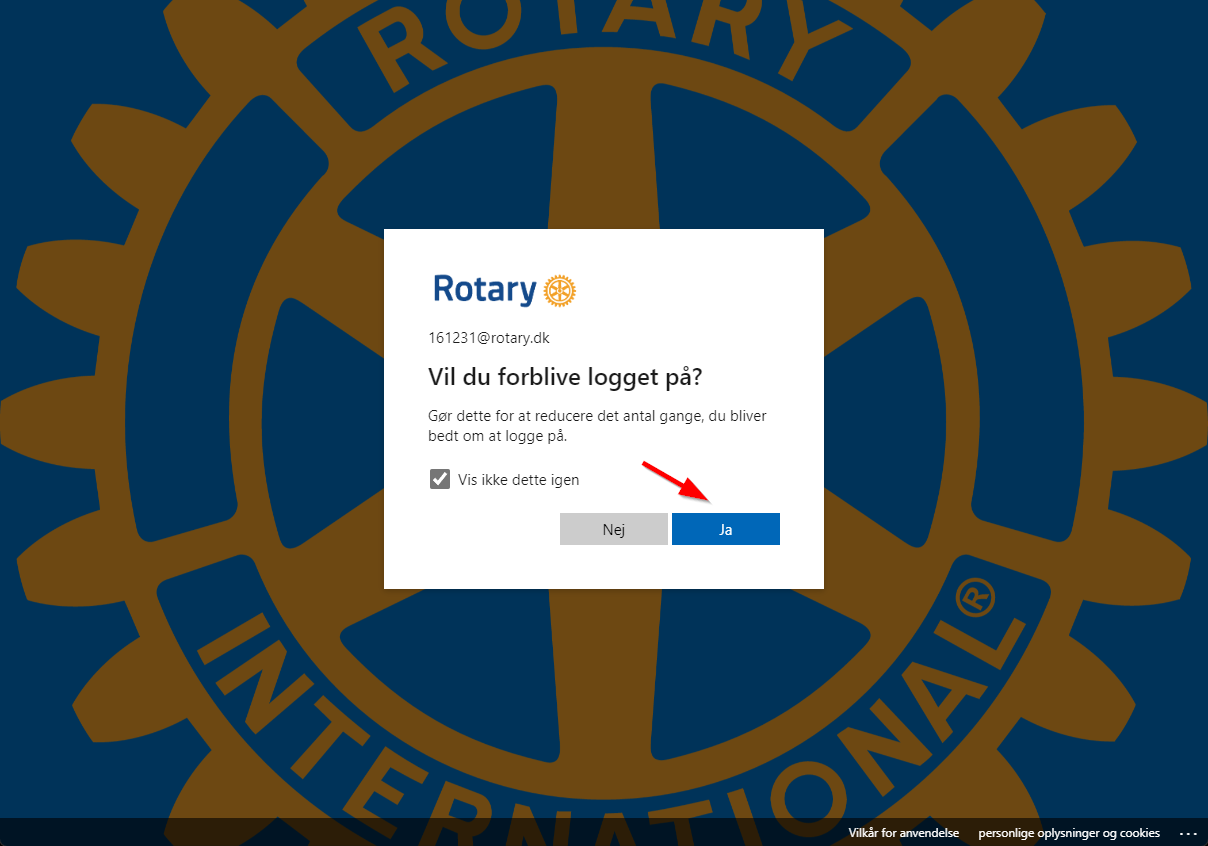 ROTARY
Rotary
161231@rotary.dk
Vil du forblive logget på?
Gør dette for at reducere det antal gange, du bliver
bedt om at logge på.
Vis ikke dette igen
Nej Ja
INTERNATIONAL®
Vilkår for anvendelse personlige oplysninger og cookies ...